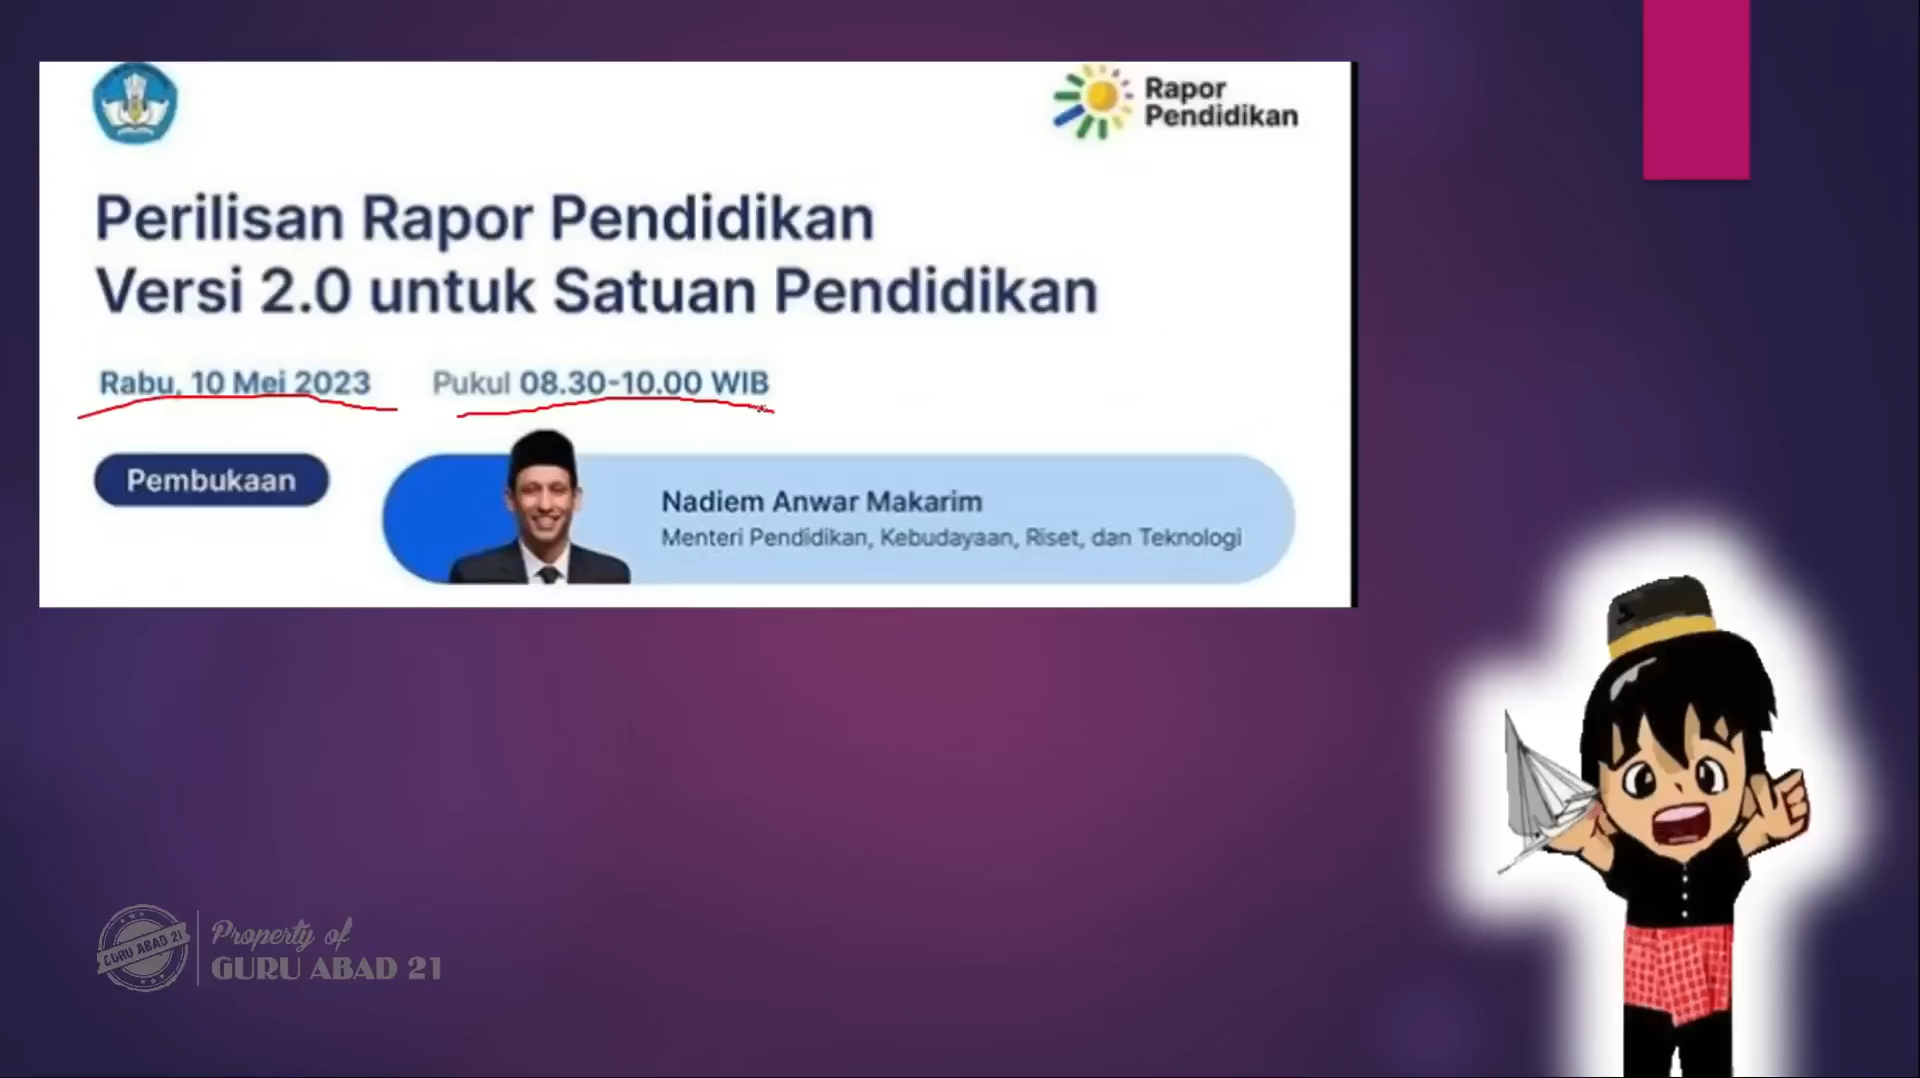 Rapor
Pendidikan
Perilisan Rapor Pendidikan
Versi 2.0 untuk Satuan Pendidikan
Rabu, 10 Mei 2023 Pukul 08.30-10.00 WIB
Pembukaan
Nadiem Anwar Makarim
Menteri Pendidikan, Kebudayaan, Riset, dan Teknologi
GURU ABAD 21
Property of
GURU ABAD 21